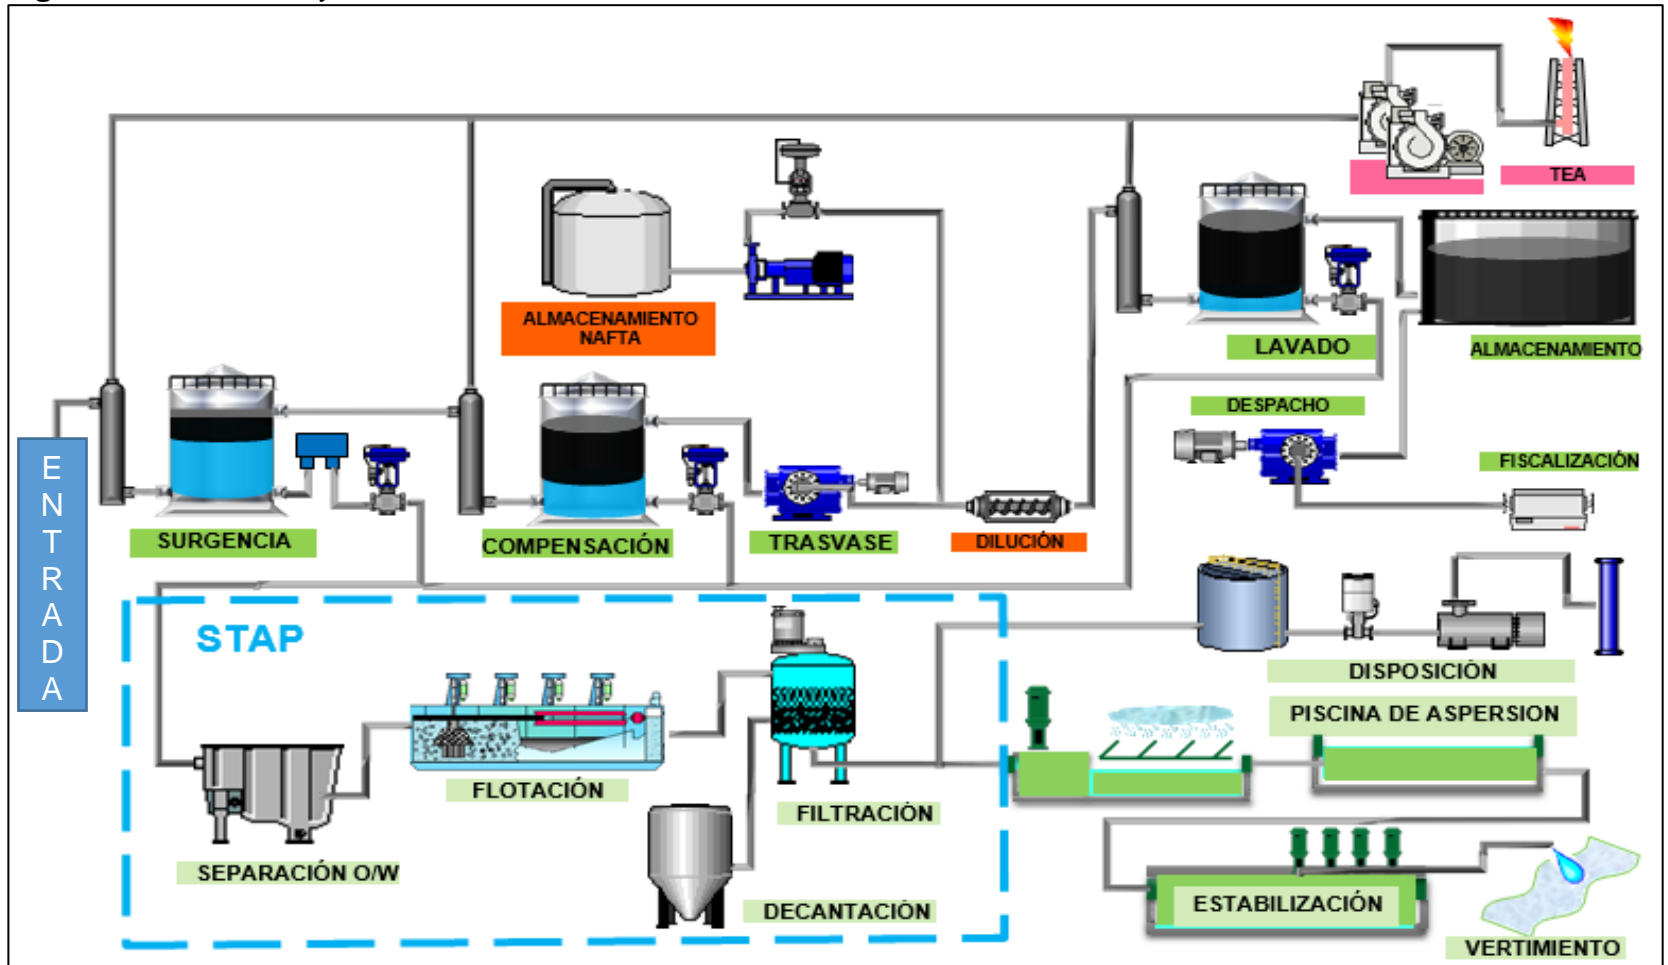 TEA
ALMACENAMIENTO
NAFTA
LAVADO
ALMACENAMIENTO
DESPACHO
FISCALIZACIÓN
ENTRADA
SURGENCIA
COMPENSACIÓN
TRASVASE
DILUCIÓN
STAP
DISPOSICIÓN
PISCINA DE ASPERSION
FLOTACIÓN
FILTRACIÓN
SEPARACIÓN O/W
DECANTACIÓN
ESTABILIZACIÓN
VERTIMIENTO